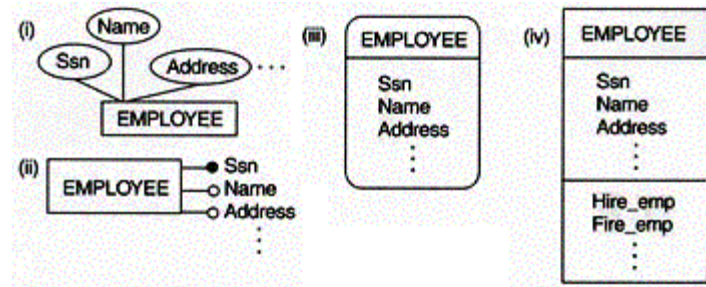 (i)
Name
Ssn
Address
EMPLOYEE
(ii)
EMPLOYEE
Ssn
Name
Address
(iii)
EMPLOYEE
Ssn
Name
Address
(iv)
EMPLOYEE
Ssn
Name
Address
Hire_emp
Fire_emp